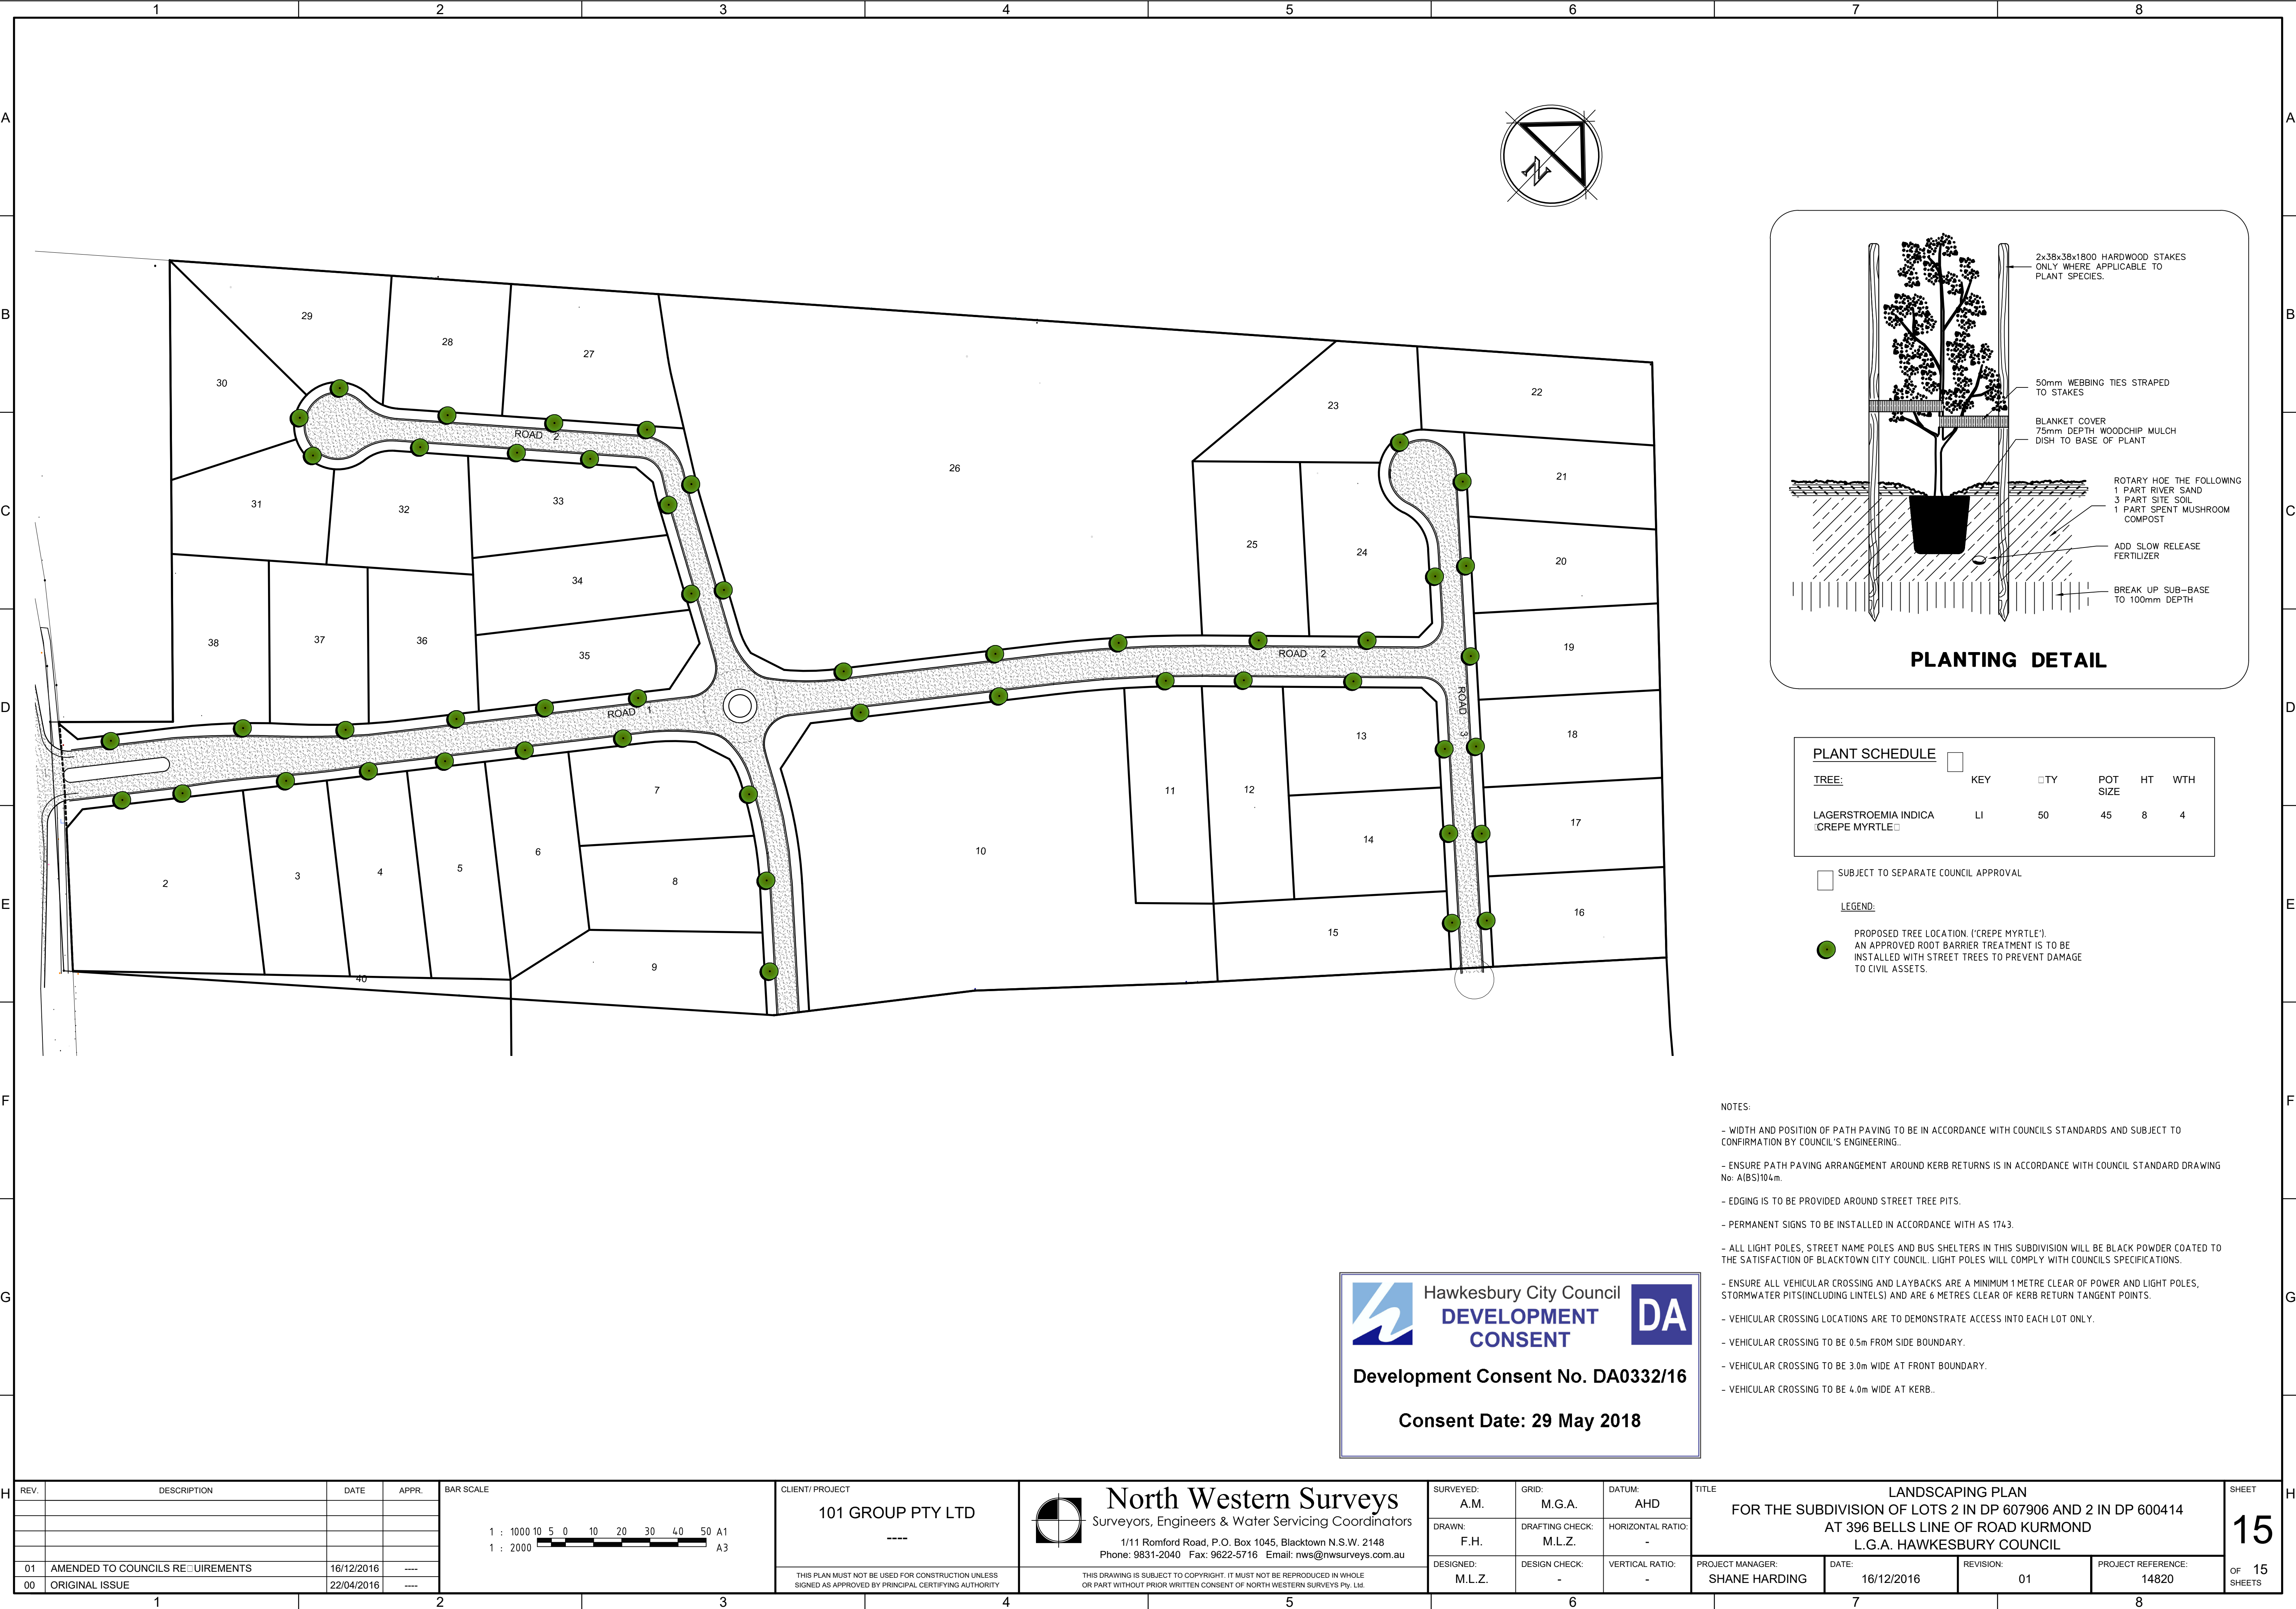 1 2 3 4 5 6 7 8
A A
B B
C C
D D
E E
F F
G G
H H
29
28
27
30
23
22
ROAD 2
26
21
31
32
33
25
24
20
34
38
37
36
35
19
ROAD 2
ROAD 1
ROAD 3
18
13
7
11
12
17
14
10
6
5
4
3
2
8
16
15
9
40
N
2x38x38x1800 HARDWOOD STAKES
ONLY WHERE APPLICABLE TO
PLANT SPECIES.
50mm WEBBING TIES STRAPED
TO STAKES
BLANKET COVER
75mm DEPTH WOODCHIP MULCH
DISH TO BASE OF PLANT
ROTARY HOE THE FOLLOWING
1 PART RIVER SAND
3 PART SITE SOIL
1 PART SPENT MUSHROOM
COMPOST
ADD SLOW RELEASE
FERTILIZER
BREAK UP SUB-BASE
TO 100mm DEPTH
PLANTING DETAIL
PLANT SCHEDULE
TREE: KEY □TY POT SIZE HT WTH
LAGERSTROEMIA INDICA LI 50 45 8 4
□CREPE MYRTLE□
SUBJECT TO SEPARATE COUNCIL APPROVAL
LEGEND:
PROPOSED TREE LOCATION. ('CREPE MYRTLE').
AN APPROVED ROOT BARRIER TREATMENT IS TO BE
INSTALLED WITH STREET TREES TO PREVENT DAMAGE
TO CIVIL ASSETS.
NOTES:
- WIDTH AND POSITION OF PATH PAVING TO BE IN ACCORDANCE WITH COUNCILS STANDARDS AND SUBJECT TO
CONFIRMATION BY COUNCIL'S ENGINEERING..
- ENSURE PATH PAVING ARRANGEMENT AROUND KERB RETURNS IS IN ACCORDANCE WITH COUNCIL STANDARD DRAWING
No: A(BS)104m.
- EDGING IS TO BE PROVIDED AROUND STREET TREE PITS.
- PERMANENT SIGNS TO BE INSTALLED IN ACCORDANCE WITH AS 1743.
- ALL LIGHT POLES, STREET NAME POLES AND BUS SHELTERS IN THIS SUBDIVISION WILL BE BLACK POWDER COATED TO
THE SATISFACTION OF BLACKTOWN CITY COUNCIL. LIGHT POLES WILL COMPLY WITH COUNCILS SPECIFICATIONS.
- ENSURE ALL VEHICULAR CROSSING AND LAYBACKS ARE A MINIMUM 1 METRE CLEAR OF POWER AND LIGHT POLES,
STORMWATER PITS(INCLUDING LINTELS) AND ARE 6 METRES CLEAR OF KERB RETURN TANGENT POINTS.
- VEHICULAR CROSSING LOCATIONS ARE TO DEMONSTRATE ACCESS INTO EACH LOT ONLY.
- VEHICULAR CROSSING TO BE 0.5m FROM SIDE BOUNDARY.
- VEHICULAR CROSSING TO BE 3.0m WIDE AT FRONT BOUNDARY.
- VEHICULAR CROSSING TO BE 4.0m WIDE AT KERB..
Hawkesbury City Council
DEVELOPMENT
CONSENT
DA
Development Consent No. DA0332/16
Consent Date: 29 May 2018
REV. DESCRIPTION DATE APPR.
01 AMENDED TO COUNCILS RE□UIREMENTS 16/12/2016 ----
00 ORIGINAL ISSUE 22/04/2016 ----
BAR SCALE
1 : 1000 10 5 0 10 20 30 40 50 A1
1 : 2000 A3
CLIENT/ PROJECT
101 GROUP PTY LTD
----
THIS PLAN MUST NOT BE USED FOR CONSTRUCTION UNLESS
SIGNED AS APPROVED BY PRINCIPAL CERTIFYING AUTHORITY
North Western Surveys
Surveyors, Engineers & Water Servicing Coordinators
1/11 Romford Road, P.O. Box 1045, Blacktown N.S.W. 2148
Phone: 9831-2040 Fax: 9622-5716 Email: nws@nwsurveys.com.au
THIS DRAWING IS SUBJECT TO COPYRIGHT. IT MUST NOT BE REPRODUCED IN WHOLE
OR PART WITHOUT PRIOR WRITTEN CONSENT OF NORTH WESTERN SURVEYS Pty. Ltd.
SURVEYED: A.M.
GRID: M.G.A.
DATUM: AHD
DRAWN: F.H.
DRAFTING CHECK: M.L.Z.
HORIZONTAL RATIO: -
DESIGNED: M.L.Z.
DESIGN CHECK: -
VERTICAL RATIO: -
TITLE
LANDSCAPING PLAN
FOR THE SUBDIVISION OF LOTS 2 IN DP 607906 AND 2 IN DP 600414
AT 396 BELLS LINE OF ROAD KURMOND
L.G.A. HAWKESBURY COUNCIL
PROJECT MANAGER: SHANE HARDING
DATE: 16/12/2016
REVISION: 01
PROJECT REFERENCE: 14820
SHEET
15
OF 15
SHEETS
1 2 3 4 5 6 7 8